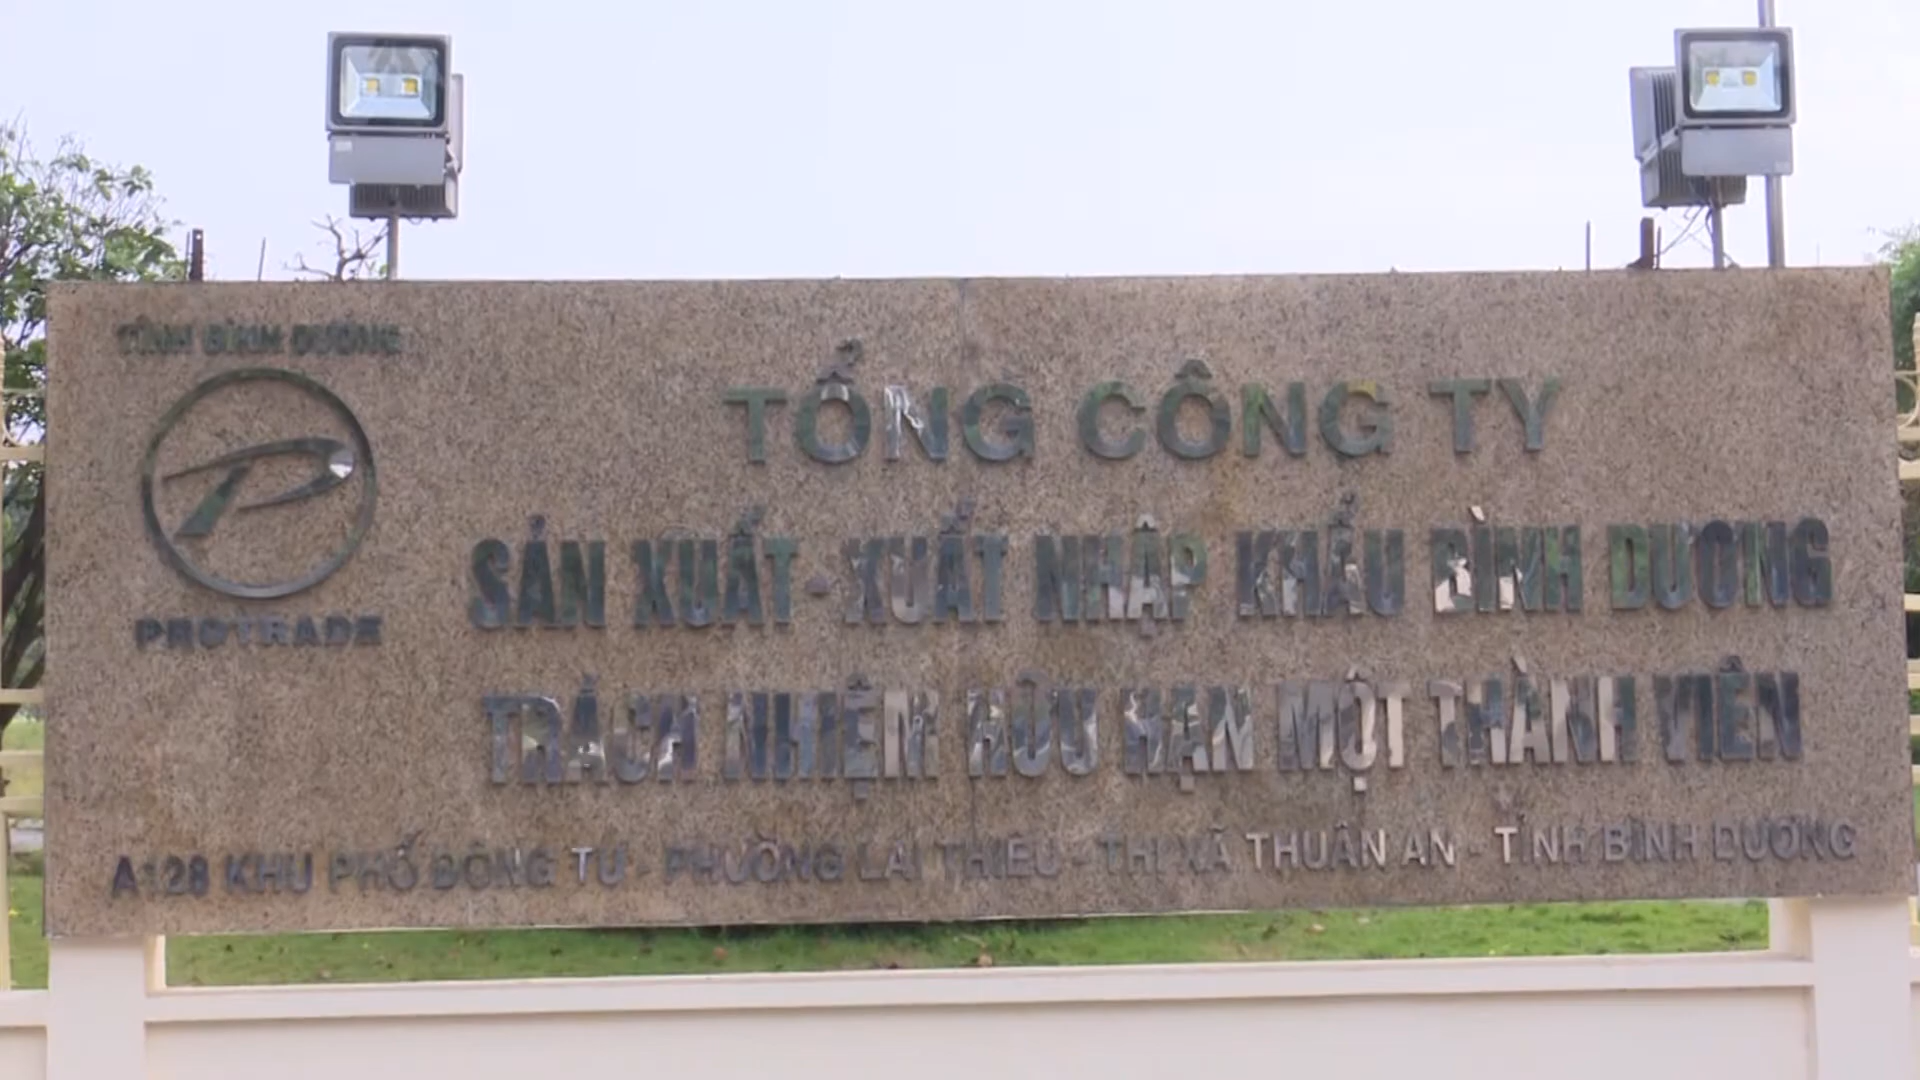 TỈNH BÌNH DƯƠNG
PROTRADE
TỔNG CÔNG TY
SẢN XUẤT - XUẤT NHẬP KHẨU BÌNH DƯƠNG
TRÁCH NHIỆM HỮU HẠN MỘT THÀNH VIÊN
A128 KHU PHỐ ĐÔNG TƯ - PHƯỜNG LÁI THIÊU - THỊ XÃ THUẬN AN - TỈNH BÌNH DƯƠNG